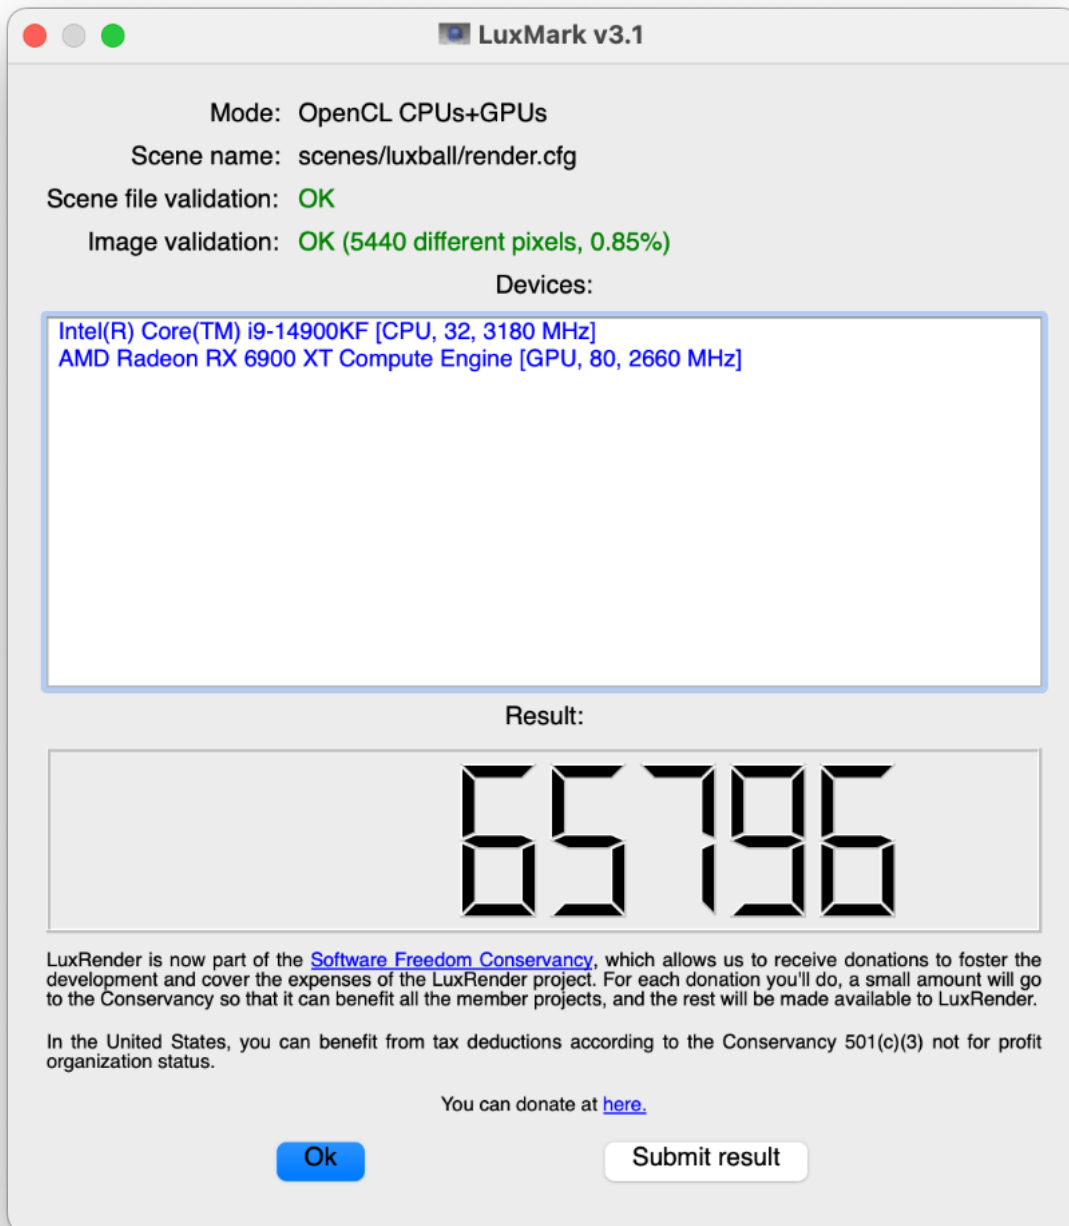 LuxMark v3.1
Mode: OpenCL CPUs+GPUs
Scene name: scenes/luxball/render.cfg
Scene file validation: OK
Image validation: OK (5440 different pixels, 0.85%)
Devices:
Intel(R) Core(TM) i9-14900KF [CPU, 32, 3180 MHz]
AMD Radeon RX 6900 XT Compute Engine [GPU, 80, 2660 MHz]
Result:
65796
LuxRender is now part of the Software Freedom Conservancy, which allows us to receive donations to foster the
development and cover the expenses of the LuxRender project. For each donation you'll do, a small amount will go
to the Conservancy so that it can benefit all the member projects, and the rest will be made available to LuxRender.
In the United States, you can benefit from tax deductions according to the Conservancy 501(c)(3) not for profit
organization status.
You can donate at here.
Ok
Submit result